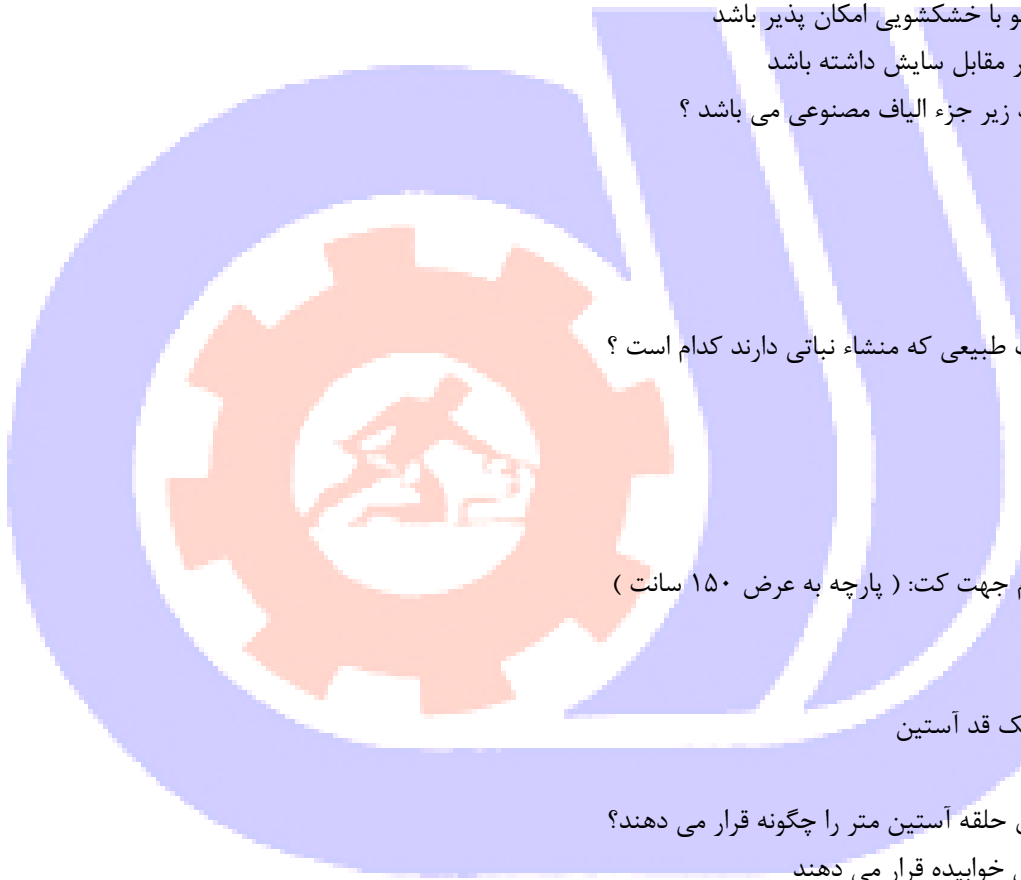 و با خشکشویی امکان پذیر باشد
ر مقابل سایش داشته باشد
زیر جزء الیاف مصنوعی می باشد ؟
طبیعی که منشاء نباتی دارند کدام است ؟
جهت کت: ( پارچه به عرض ۱۵۰ سانت )
ک قد آستین
حلقه آستین متر را چگونه قرار می دهند؟
خوابیده قرار می دهند